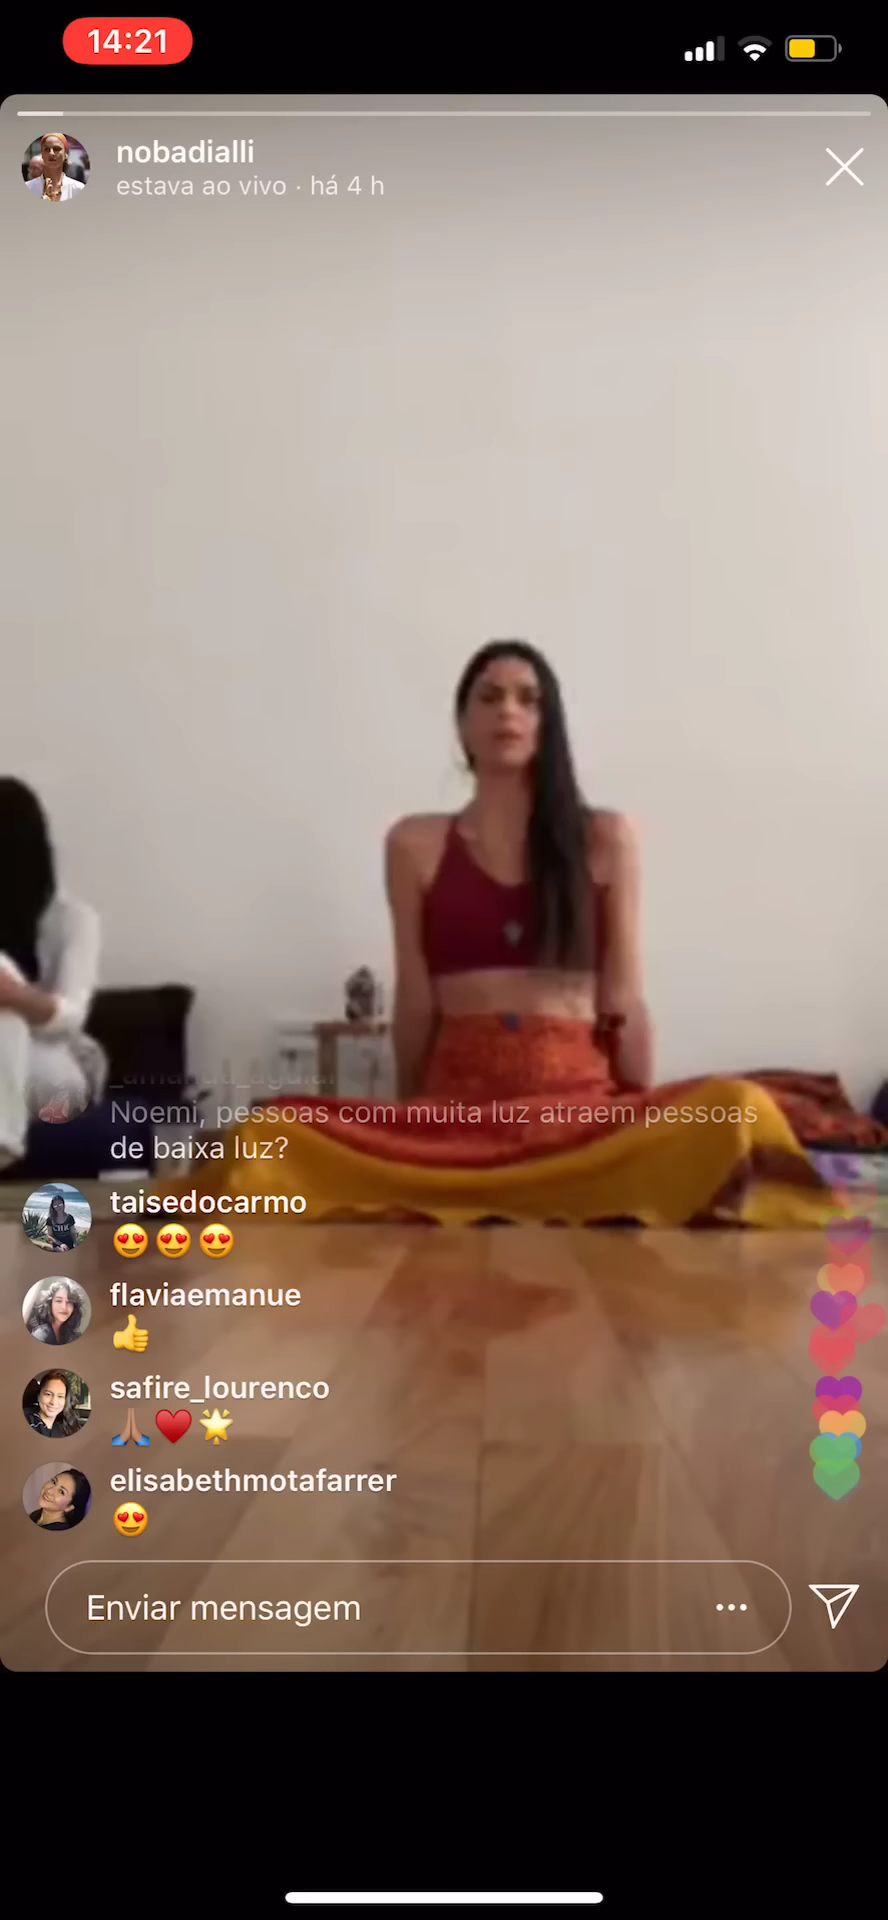 14:21
nobadialli
estava ao vivo · há 4 h
Noemi, pessoas com muita luz atraem pessoas
de baixa luz?
taisedocarmo
😍😍😍
flaviaemanue
👍
safire_lourenco
🙏🏽♥️🌟
elisabethmotafarrer
😍
Enviar mensagem